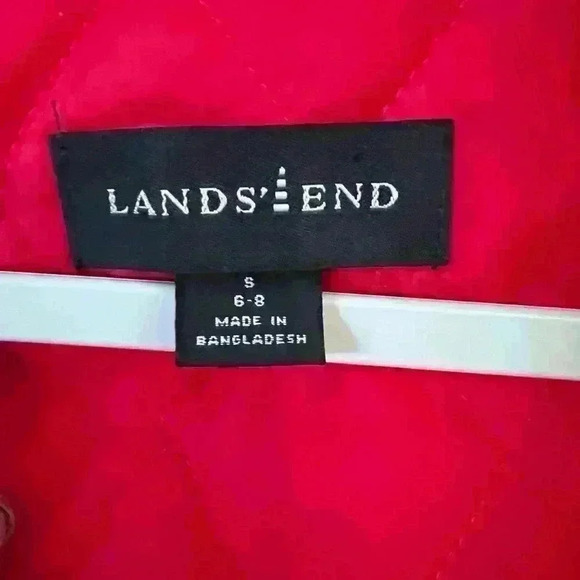 LANDS' END
S
6-8
MADE IN
BANGLADESH